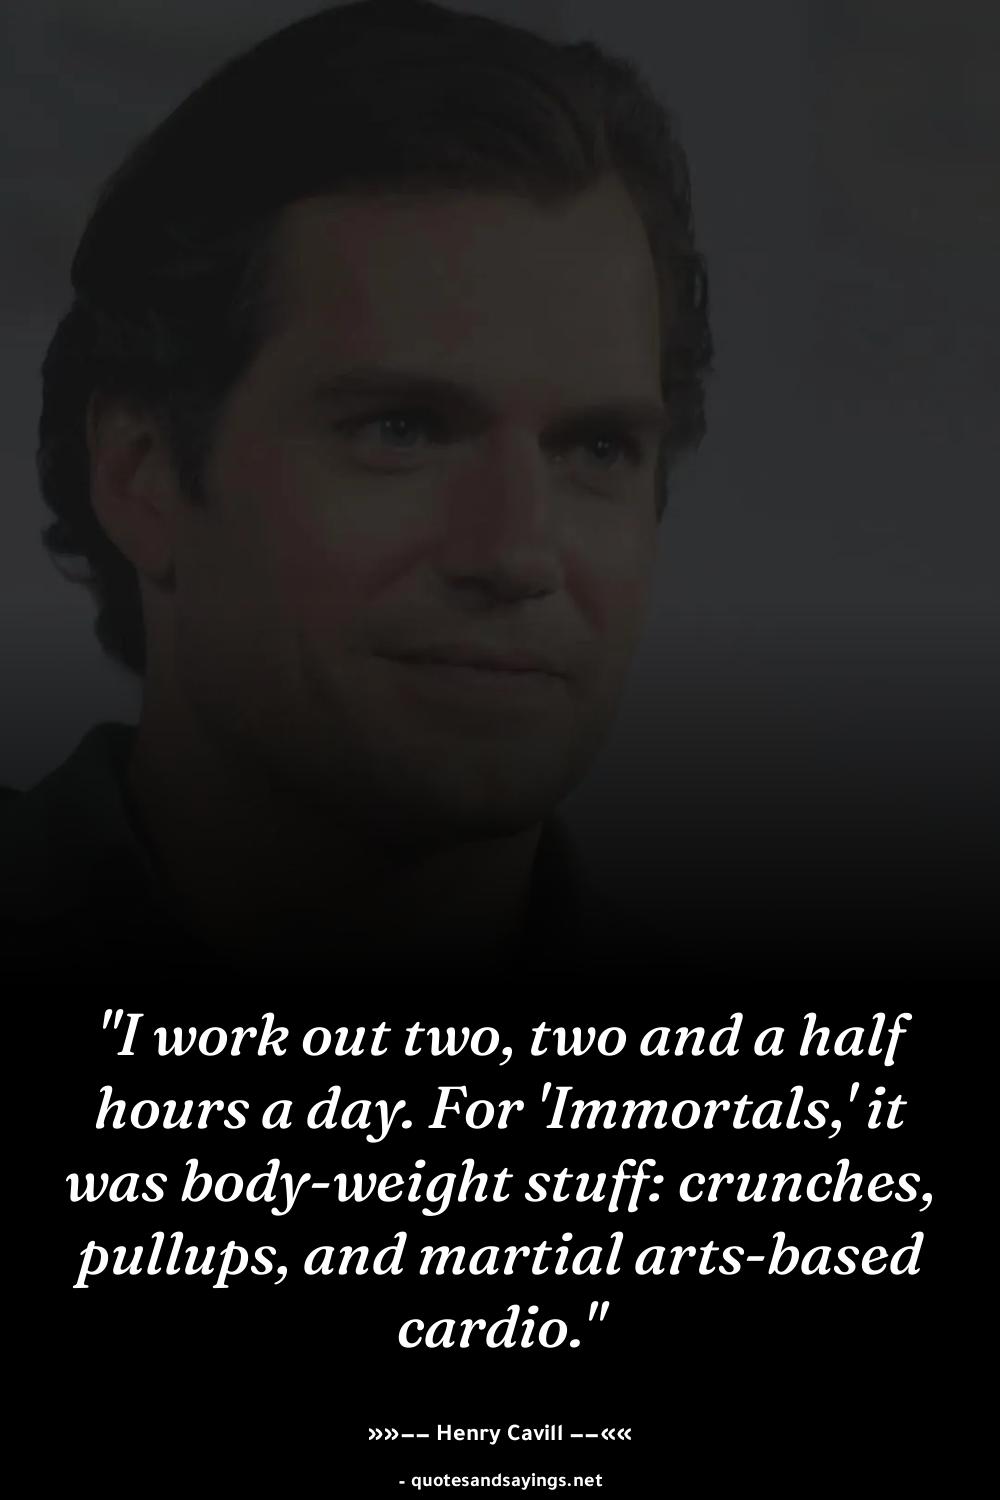 "I work out two, two and a half
hours a day. For 'Immortals,' it
was body-weight stuff: crunches,
pullups, and martial arts-based
cardio."
»»–– Henry Cavill ––««
- quotesandsayings.net